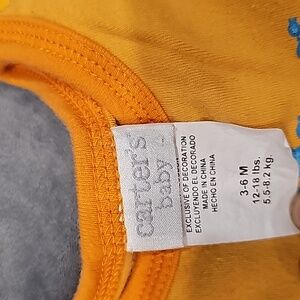 carter's
baby
EXCLUSIVE OF DECORATION
EXCLUYENDO EL DECORADO
MADE IN CHINA
HECHO EN CHINA
3-6 M
12-18 lbs.
5.5-8.2 kg.